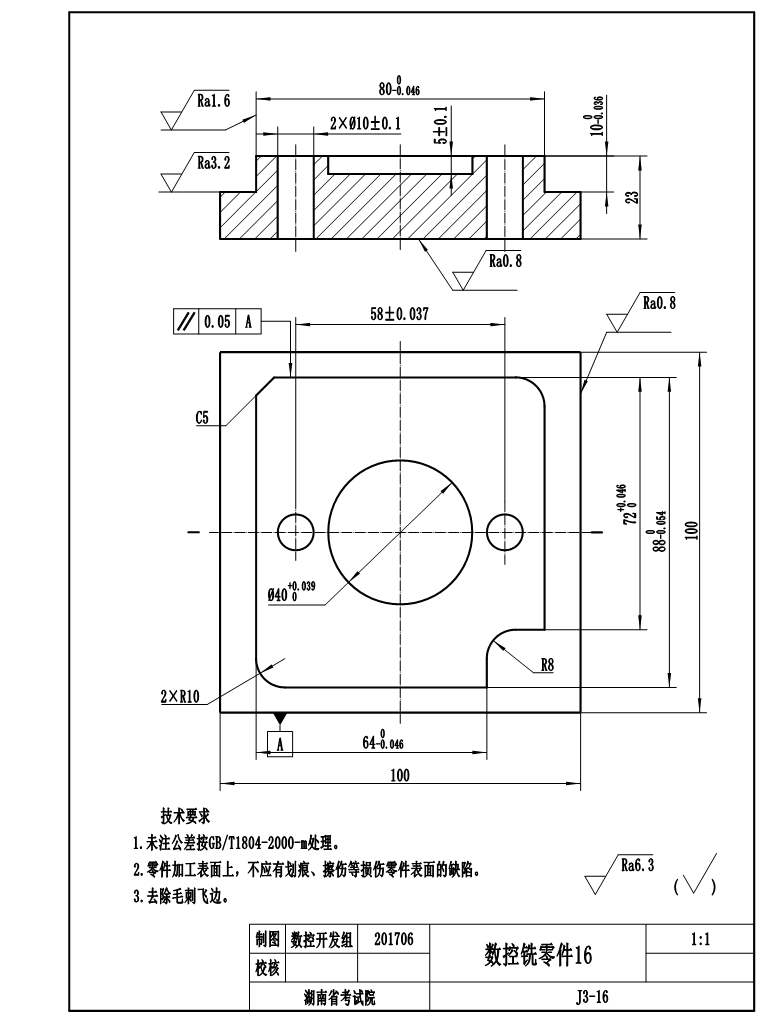 80 0 -0.046
Ra1.6
2×Ø10±0.1
5±0.1
10 0 -0.036
Ra3.2
23
Ra0.8
Ra0.8
// 0.05 A
58±0.037
C5
72 +0.046 0
88 0 -0.054
100
Ø40 +0.039 0
R8
2×R10
A
64 0 -0.046
100
技术要求
1.未注公差按GB/T1804-2000-m处理。
2.零件加工表面上，不应有划痕、擦伤等损伤零件表面的缺陷。
3.去除毛刺飞边。
Ra6.3 (√)
制图 数控开发组 201706 数控铣零件16 1:1
校核
湖南省考试院 J3-16